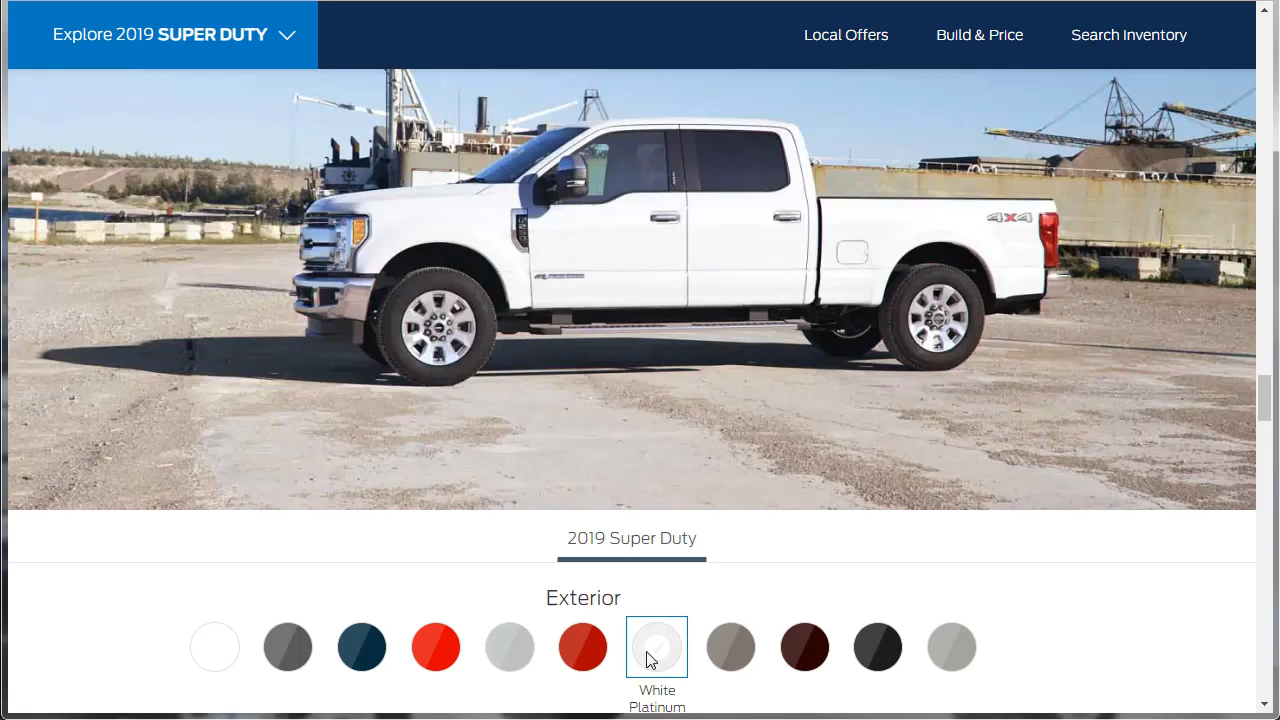 Explore 2019 SUPER DUTY
Local Offers
Build & Price
Search Inventory
4X4
2019 Super Duty
Exterior
White
Platinum